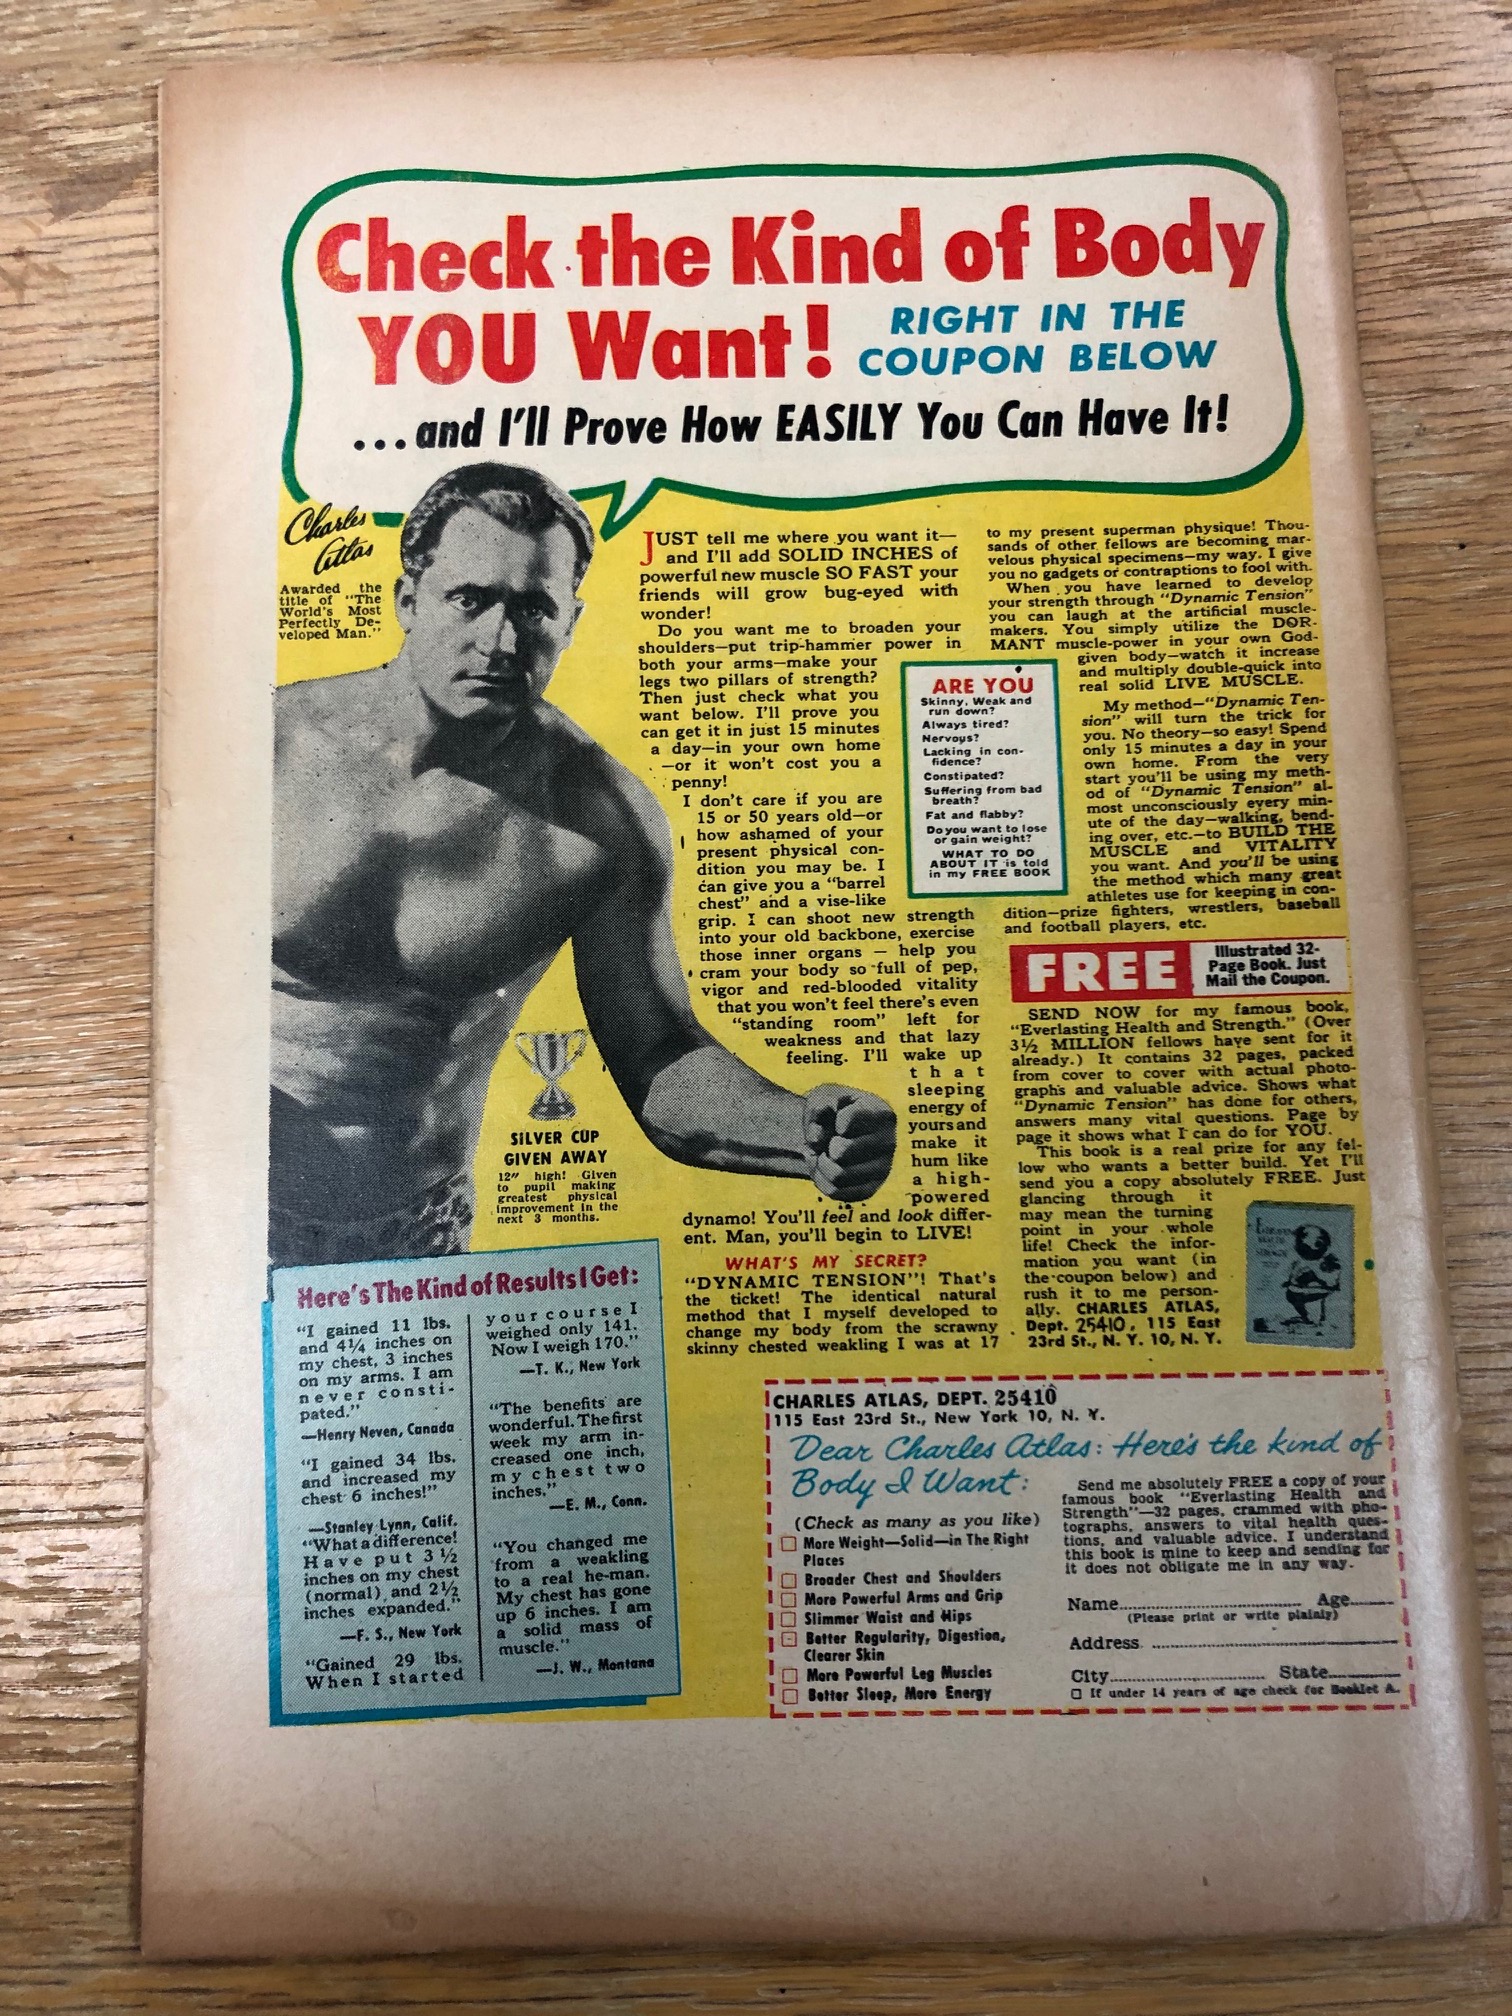 Check the Kind of Body
YOU Want!
RIGHT IN THE
COUPON BELOW
...and I'll Prove How EASILY You Can Have It!
Charles
Atlas
Awarded the
title of "The
World's Most
Perfectly De-
veloped Man."
JUST tell me where you want it—
and I'll add SOLID INCHES of
powerful new muscle SO FAST your
friends will grow bug-eyed with
wonder!
Do you want me to broaden your
shoulders—put trip-hammer power in
both your arms—make your
legs two pillars of strength?
Then just check what you
want below. I'll prove you
can get it in just 15 minutes
a day—in your own home
—or it won't cost you a
penny!
I don't care if you are
15 or 50 years old—or
how ashamed of your
present physical con-
dition you may be. I
can give you a "barrel
chest" and a vise-like
grip. I can shoot new strength
into your old backbone, exercise
those inner organs — help you
cram your body so full of pep,
vigor and red-blooded vitality
that you won't feel there's even
"standing room" left for
weakness and that lazy
feeling. I'll wake up
that
sleeping
energy of
yours and
make it
hum like
a high-
powered
dynamo! You'll feel and look differ-
ent. Man, you'll begin to LIVE!
WHAT'S MY SECRET?
"DYNAMIC TENSION"! That's
the ticket! The identical natural
method that I myself developed to
change my body from the scrawny
skinny chested weakling I was at 17
to my present superman physique! Thou-
sands of other fellows are becoming mar-
velous physical specimens—my way. I give
you no gadgets or contraptions to fool with.
When you have learned to develop
your strength through "Dynamic Tension"
you can laugh at the artificial muscle-
makers. You simply utilize the DOR-
MANT muscle-power in your own God-
given body—watch it increase
and multiply double-quick into
real solid LIVE MUSCLE.
My method—"Dynamic Ten-
sion" will turn the trick for
you. No theory—so easy! Spend
only 15 minutes a day in your
own home. From the very
start you'll be using my meth-
od of "Dynamic Tension" al-
most unconsciously every min-
ute of the day—walking, bend-
ing over, etc.—to BUILD THE
MUSCLE and VITALITY
you want. And you'll be using
the method which many great
athletes use for keeping in con-
dition—prize fighters, wrestlers, baseball
and football players, etc.
ARE YOU
Skinny, Weak and
run down?
Always tired?
Nervous?
Lacking in con-
fidence?
Constipated?
Suffering from bad
breath?
Fat and flabby?
Do you want to lose
or gain weight?
WHAT TO DO
ABOUT IT is told
in my FREE BOOK
FREE
Illustrated 32-
Page Book. Just
Mail the Coupon.
SEND NOW for my famous book,
"Everlasting Health and Strength." (Over
3½ MILLION fellows have sent for it
already.) It contains 32 pages, packed
from cover to cover with actual photo-
graphs and valuable advice. Shows what
"Dynamic Tension" has done for others,
answers many vital questions. Page by
page it shows what I can do for YOU.
This book is a real prize for any fel-
low who wants a better build. Yet I'll
send you a copy absolutely FREE. Just
glancing through it
may mean the turning
point in your whole
life! Check the infor-
mation you want (in
the coupon below) and
rush it to me person-
ally. CHARLES ATLAS,
Dept. 25410, 115 East
23rd St., N. Y. 10, N. Y.
SILVER CUP
GIVEN AWAY
12" high! Given
to pupil making
greatest physical
improvement in the
next 3 months.
Here's The Kind of Results I Get:
"I gained 11 lbs.
and 4¼ inches on
my chest, 3 inches
on my arms. I am
never consti-
pated."
—Henry Neven, Canada
"I gained 34 lbs.
and increased my
chest 6 inches!"
—Stanley Lynn, Calif.
"What a difference!
Have put 3½
inches on my chest
(normal) and 2½
inches expanded."
—F. S., New York
"Gained 29 lbs.
When I started
your course I
weighed only 141.
Now I weigh 170."
—T. K., New York
"The benefits are
wonderful. The first
week my arm in-
creased one inch,
my chest two
inches."
—E. M., Conn.
"You changed me
from a weakling
to a real he-man.
My chest has gone
up 6 inches. I am
a solid mass of
muscle."
—J. W., Montana
CHARLES ATLAS, DEPT. 25410
115 East 23rd St., New York 10, N. Y.
Dear Charles Atlas: Here's the kind of
Body I Want:
(Check as many as you like)
More Weight—Solid—in The Right
Places
Broader Chest and Shoulders
More Powerful Arms and Grip
Slimmer Waist and Hips
Better Regularity, Digestion,
Clearer Skin
More Powerful Leg Muscles
Better Sleep, More Energy
Send me absolutely FREE a copy of your
famous book "Everlasting Health and
Strength"—32 pages, crammed with pho-
tographs, answers to vital health ques-
tions, and valuable advice. I understand
this book is mine to keep and sending for
it does not obligate me in any way.
Name Age
(Please print or write plainly)
Address
City State
If under 14 years of age check for Booklet A.